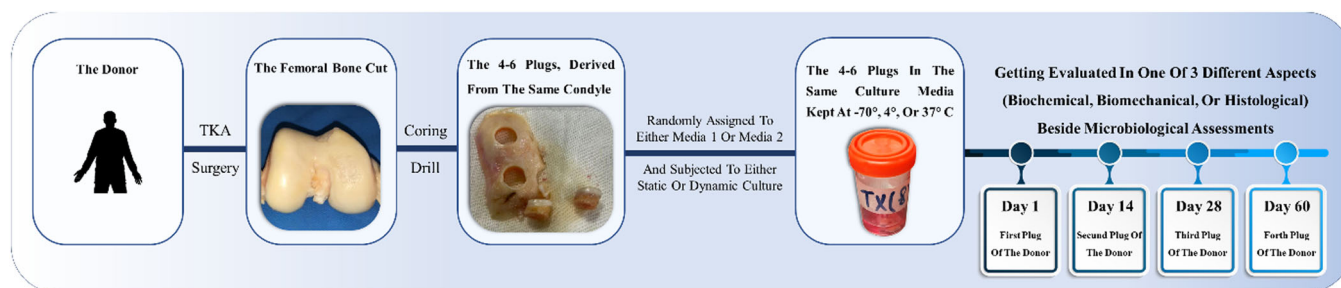 The Donor
TKA
Surgery
The Femoral Bone Cut
Coring
Drill
The 4-6 Plugs, Derived
From The Same Condyle
Randomly Assigned To
Either Media 1 Or Media 2
And Subjected To Either
Static Or Dynamic Culture
The 4-6 Plugs In The
Same Culture Media
Kept At -70°, 4°, Or 37° C
TX(8)
Getting Evaluated In One Of 3 Different Aspects
(Biochemical, Biomechanical, Or Histological)
Beside Microbiological Assessments
Day 1
First Plug
Of The Donor
Day 14
Secund Plug Of
The Donor
Day 28
Third Plug
Of The Donor
Day 60
Forth Plug
Of The Donor